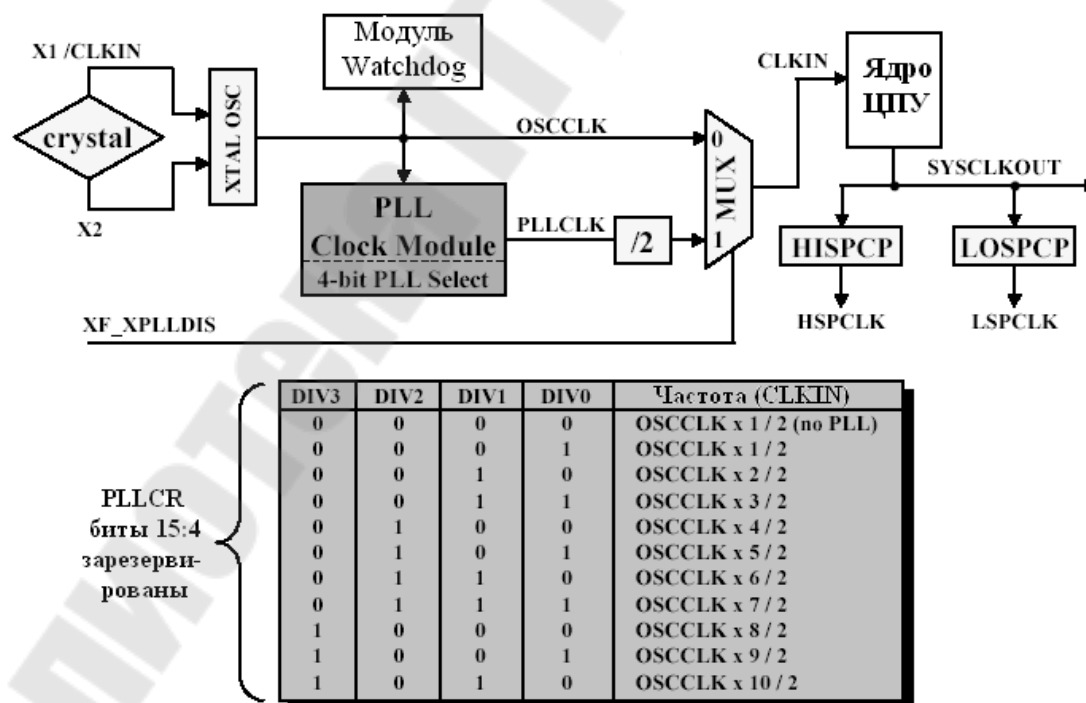 X1 /CLKIN
crystal
X2
XTAL OSC
Модуль
Watchdog
OSCCLK
PLL
Clock Module
4-bit PLL Select
PLLCLK
/2
0
MUX
1
CLKIN
Ядро
ЦПУ
SYSCLKOUT
HISPCP
LOSPCP
HSPCLK
LSPCLK
XF_XPLLDIS
PLLCR
биты 15:4
зарезерви-
рованы
DIV3 DIV2 DIV1 DIV0 Частота (CLKIN)
0 0 0 0 OSCCLK x 1 / 2 (no PLL)
0 0 0 1 OSCCLK x 1 / 2
0 0 1 0 OSCCLK x 2 / 2
0 0 1 1 OSCCLK x 3 / 2
0 1 0 0 OSCCLK x 4 / 2
0 1 0 1 OSCCLK x 5 / 2
0 1 1 0 OSCCLK x 6 / 2
0 1 1 1 OSCCLK x 7 / 2
1 0 0 0 OSCCLK x 8 / 2
1 0 0 1 OSCCLK x 9 / 2
1 0 1 0 OSCCLK x 10 / 2